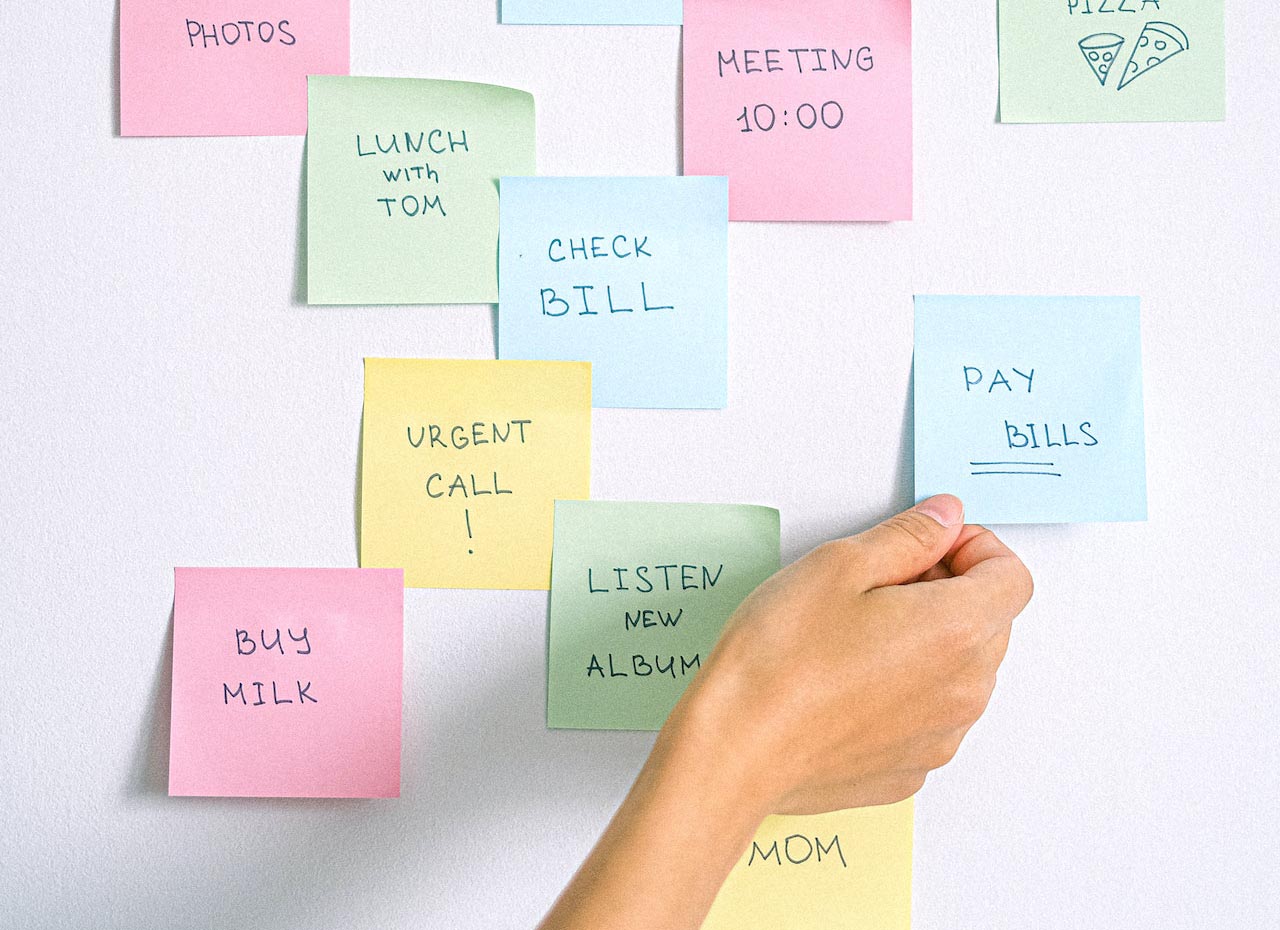 PHOTOS
MEETING
10:00
PIZZA
LUNCH
with
TOM
CHECK
BILL
PAY
BILLS
URGENT
CALL
!
LISTEN
NEW
ALBUM
BUY
MILK
MOM